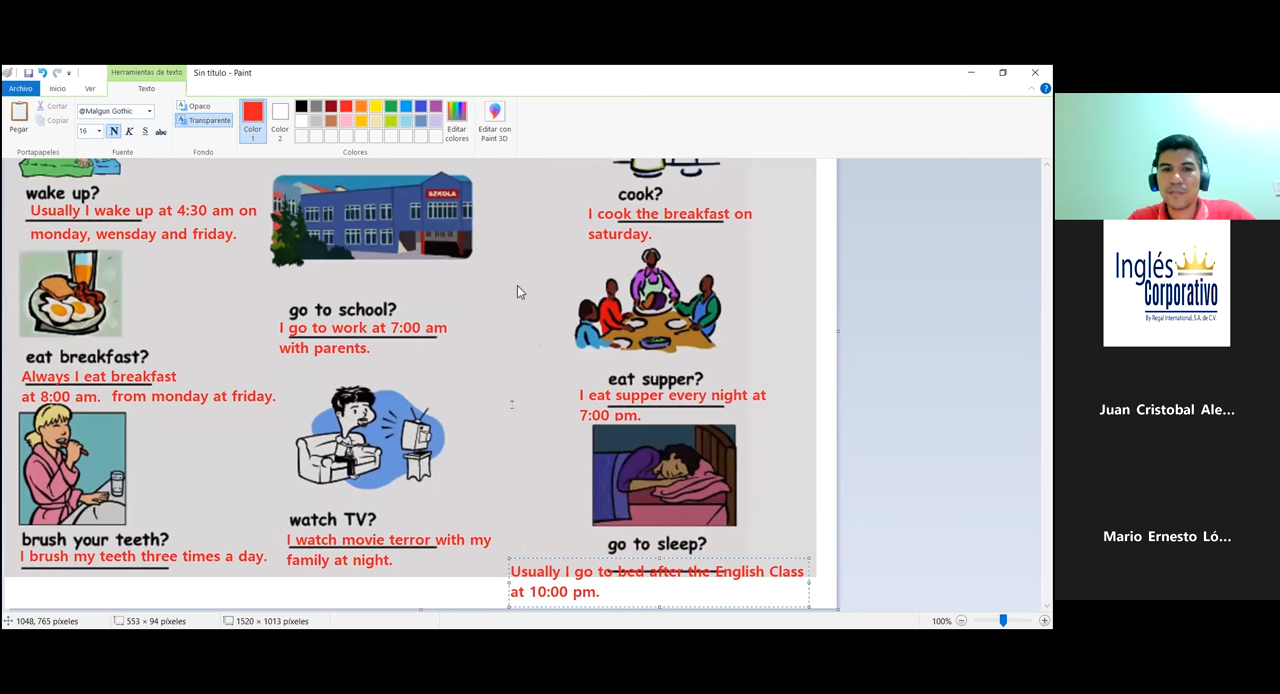 Herramientas de texto
Sin título - Paint
Archivo
Inicio
Ver
Texto
Pegar
Cortar
Copiar
Portapapeles
@Malgun Gothic
16
N K S abc
Fuente
Opaco
Transparente
Fondo
Color 1
Color 2
Editar colores
Editar con Paint 3D
Colores
wake up?
Usually I wake up at 4:30 am on
monday, wensday and friday.
eat breakfast?
Always I eat breakfast
at 8:00 am. from monday at friday.
brush your teeth?
I brush my teeth three times a day.
SZKOLA
go to school?
I go to work at 7:00 am
with parents.
watch TV?
I watch movie terror with my
family at night.
cook?
I cook the breakfast on
saturday.
eat supper?
I eat supper every night at
7:00 pm.
go to sleep?
Usually I go to bed after the English Class
at 10:00 pm.
1048, 765 píxeles
553 × 94 píxeles
1520 × 1013 píxeles
100%
Inglés
Corporativo
By Regal International, S.A. de C.V.
Juan Cristobal Ale...
Mario Ernesto Ló...